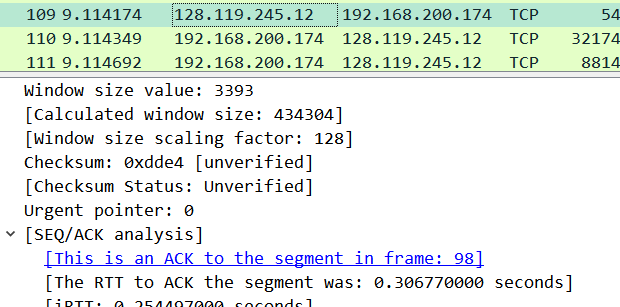 109 9.114174 128.119.245.12 192.168.200.174 TCP 54
110 9.114349 192.168.200.174 128.119.245.12 TCP 32174
111 9.114692 192.168.200.174 128.119.245.12 TCP 8814
Window size value: 3393
[Calculated window size: 434304]
[Window size scaling factor: 128]
Checksum: 0xdde4 [unverified]
[Checksum Status: Unverified]
Urgent pointer: 0
[SEQ/ACK analysis]
[This is an ACK to the segment in frame: 98]
[The RTT to ACK the segment was: 0.306770000 seconds]
[iRTT: 0.254497000 seconds]